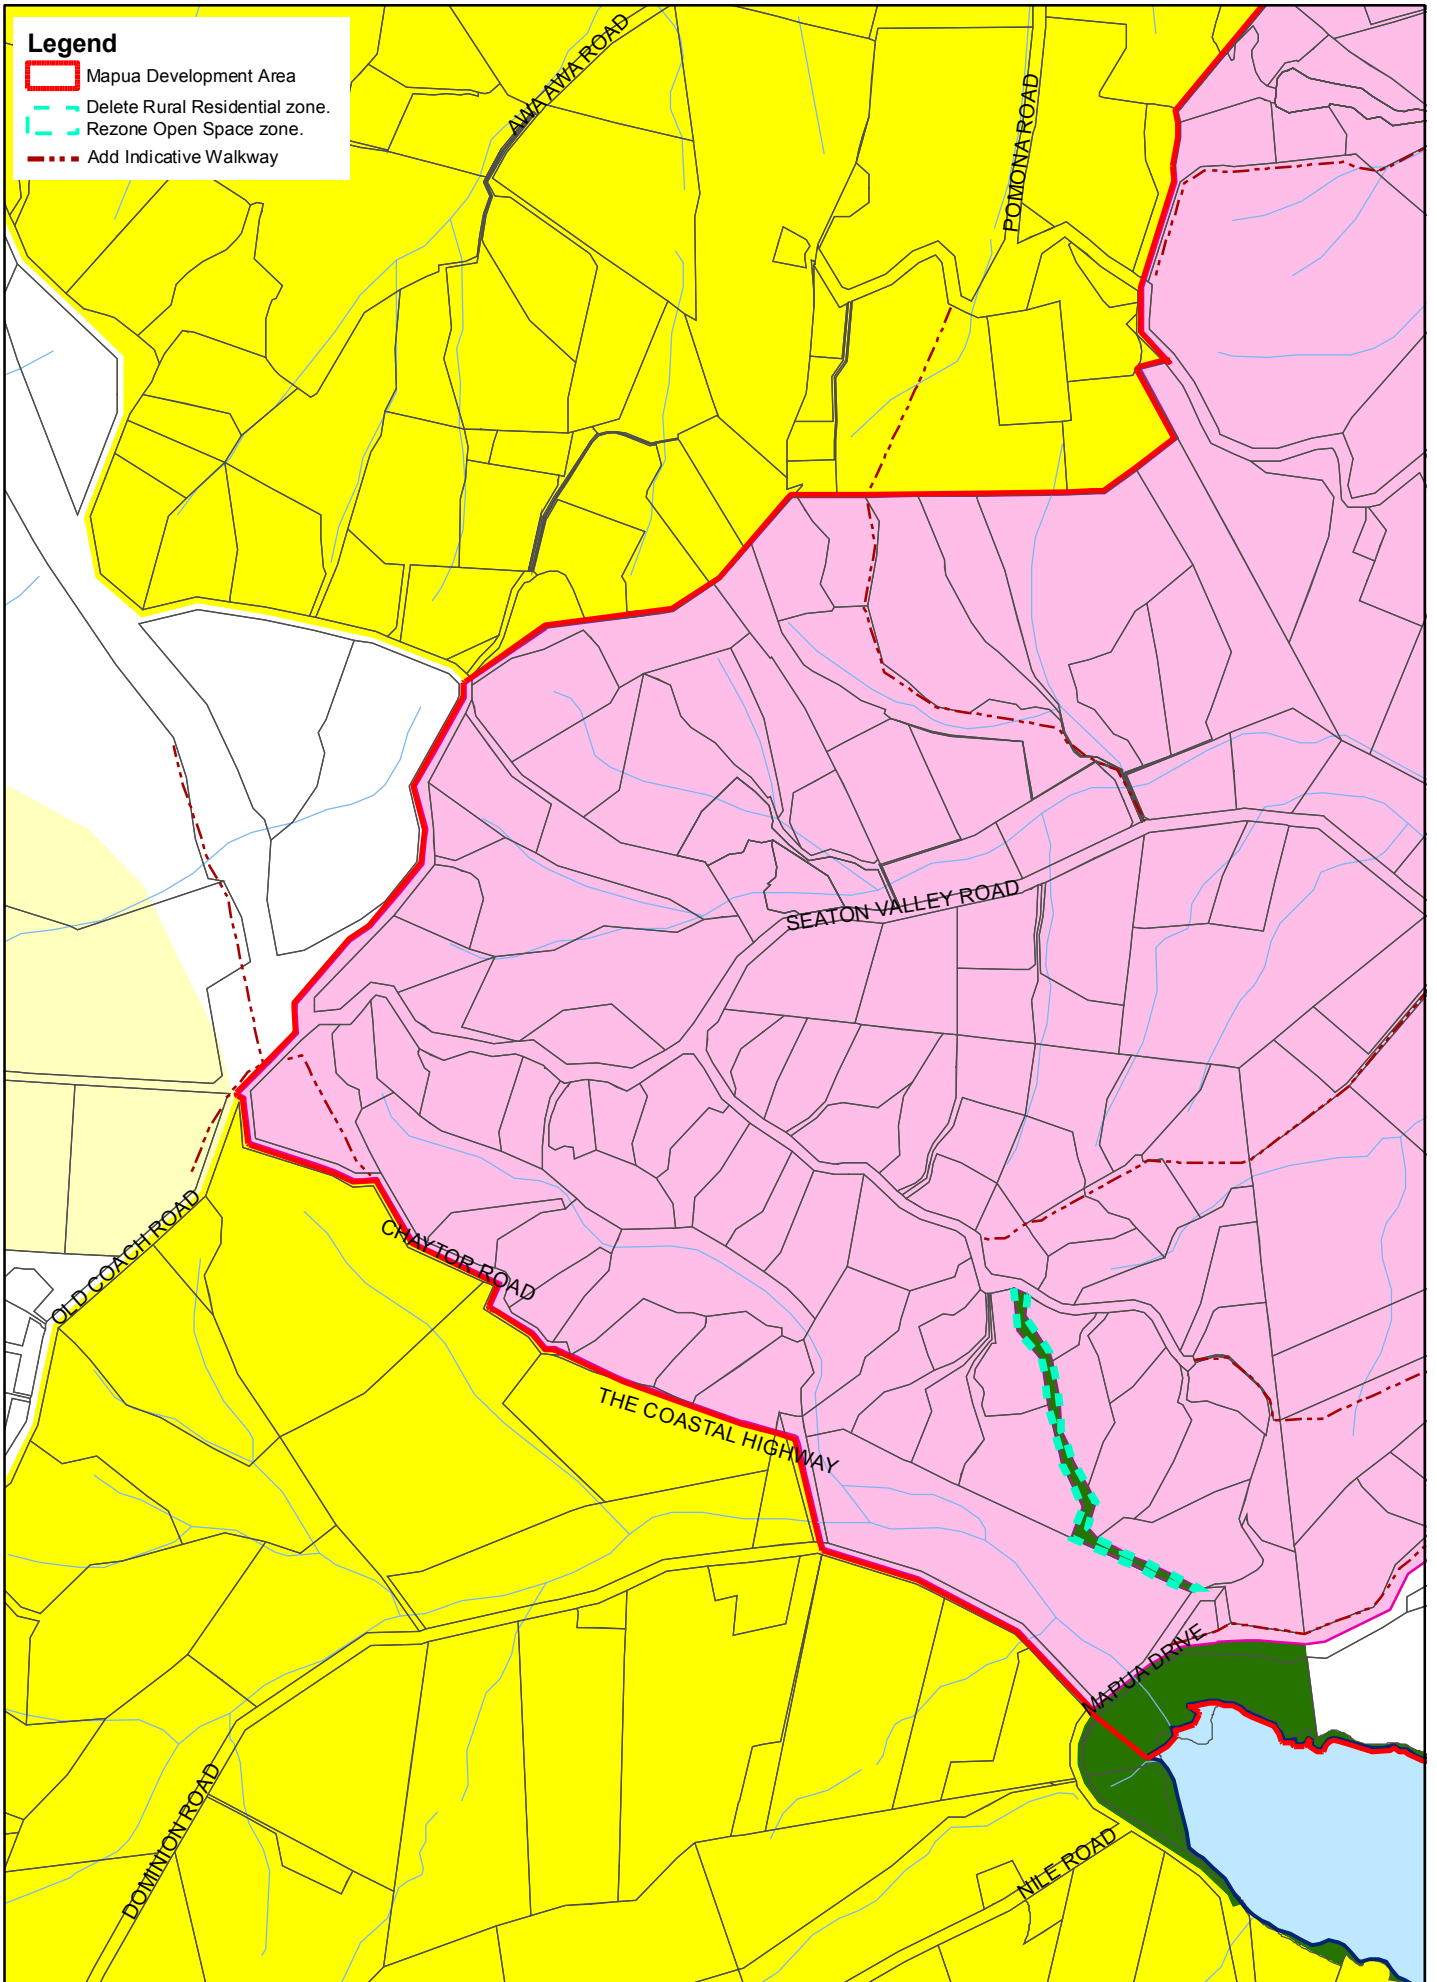 Legend
Mapua Development Area
Delete Rural Residential zone.
Rezone Open Space zone.
Add Indicative Walkway
AWA AWA ROAD
POMONA ROAD
SEATON VALLEY ROAD
OLD COACH ROAD
CHAYTOR ROAD
THE COASTAL HIGHWAY
MAPUA DRIVE
DOMINION ROAD
NILE ROAD